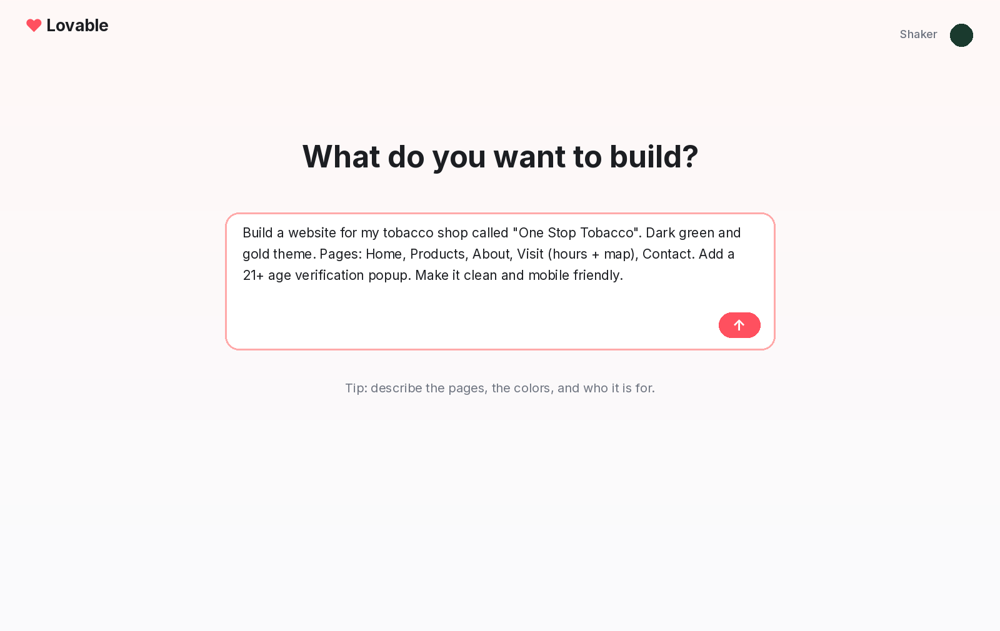 Lovable
Shaker
What do you want to build?
Build a website for my tobacco shop called "One Stop Tobacco". Dark green and
gold theme. Pages: Home, Products, About, Visit (hours + map), Contact. Add a
21+ age verification popup. Make it clean and mobile friendly.
Tip: describe the pages, the colors, and who it is for.